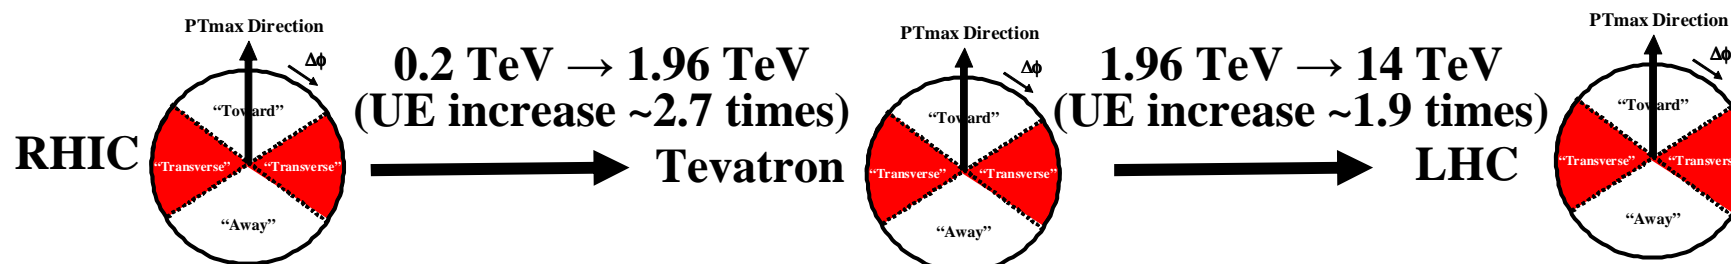 PTmax Direction
Δϕ
“Toward”
“Transverse” “Transverse”
“Away”
RHIC
0.2 TeV → 1.96 TeV
(UE increase ~2.7 times)
Tevatron
PTmax Direction
Δϕ
“Toward”
“Transverse” “Transverse”
“Away”
1.96 TeV → 14 TeV
(UE increase ~1.9 times)
LHC
PTmax Direction
Δϕ
“Toward”
“Transverse” “Transvers
“Away”